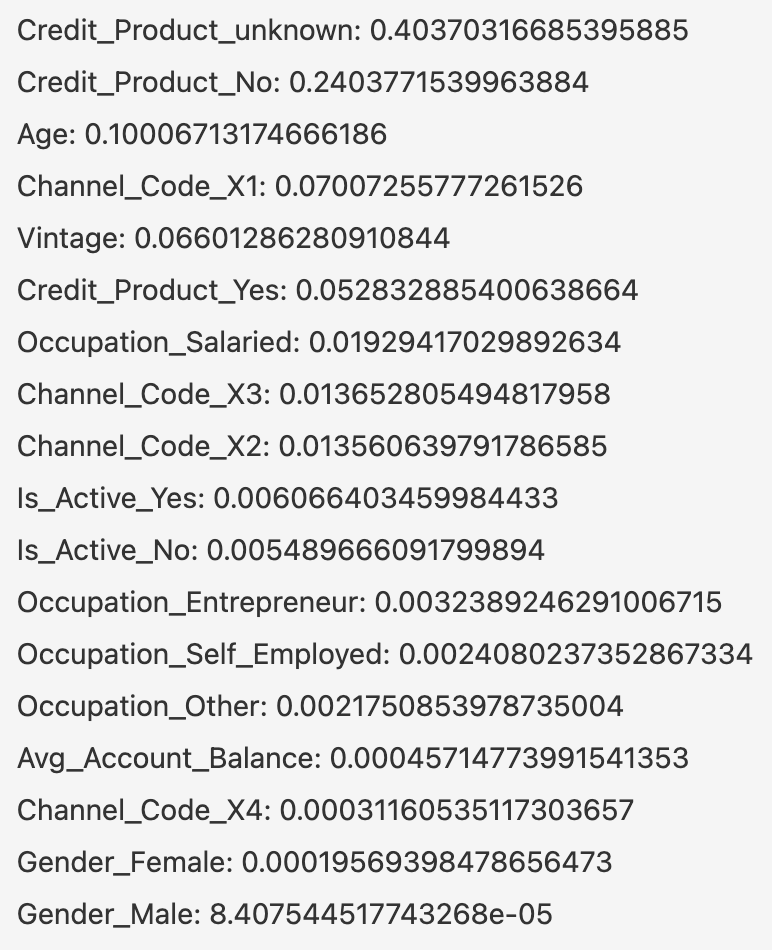 Credit_Product_unknown: 0.40370316685395885
Credit_Product_No: 0.2403771539963884
Age: 0.10006713174666186
Channel_Code_X1: 0.07007255777261526
Vintage: 0.06601286280910844
Credit_Product_Yes: 0.052832885400638664
Occupation_Salaried: 0.01929417029892634
Channel_Code_X3: 0.013652805494817958
Channel_Code_X2: 0.013560639791786585
Is_Active_Yes: 0.006066403459984433
Is_Active_No: 0.005489666091799894
Occupation_Entrepreneur: 0.0032389246291006715
Occupation_Self_Employed: 0.0024080237352867334
Occupation_Other: 0.0021750853978735004
Avg_Account_Balance: 0.00045714773991541353
Channel_Code_X4: 0.00031160535117303657
Gender_Female: 0.00019569398478656473
Gender_Male: 8.407544517743268e-05